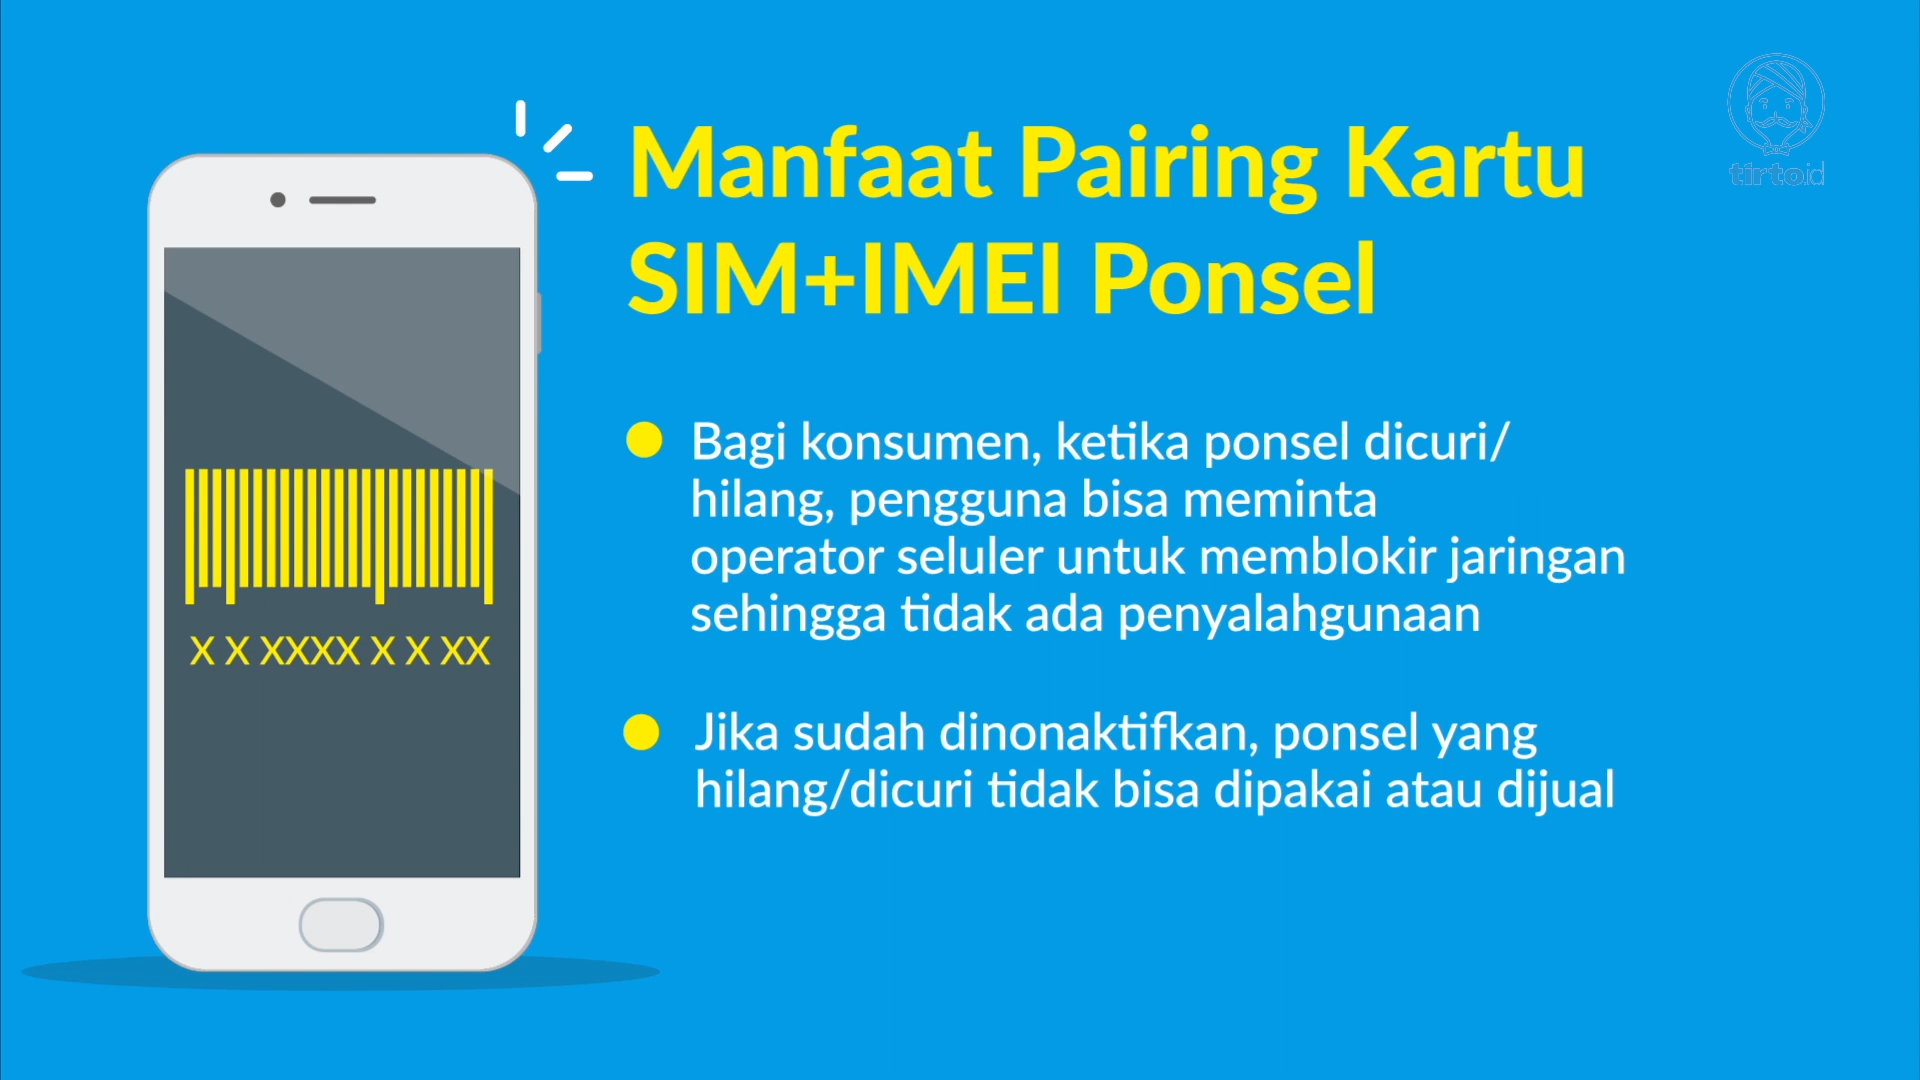 tirto.id
Manfaat Pairing Kartu
SIM+IMEI Ponsel
Bagi konsumen, ketika ponsel dicuri/
hilang, pengguna bisa meminta
operator seluler untuk memblokir jaringan
sehingga tidak ada penyalahgunaan
Jika sudah dinonaktifkan, ponsel yang
hilang/dicuri tidak bisa dipakai atau dijual
X X XXXX X X XX